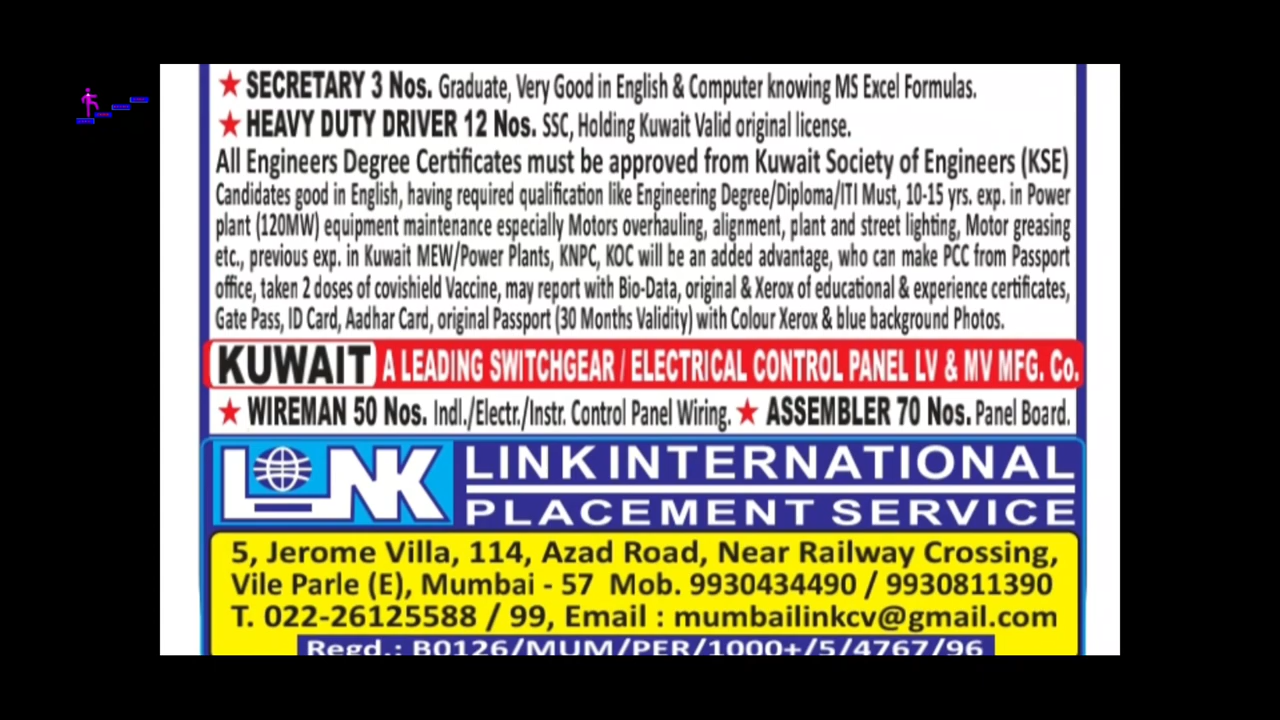 ★ SECRETARY 3 Nos. Graduate, Very Good in English & Computer knowing MS Excel Formulas.
★ HEAVY DUTY DRIVER 12 Nos. SSC, Holding Kuwait Valid original license.
All Engineers Degree Certificates must be approved from Kuwait Society of Engineers (KSE)
Candidates good in English, having required qualification like Engineering Degree/Diploma/ITI Must, 10-15 yrs. exp. in Power
plant (120MW) equipment maintenance especially Motors overhauling, alignment, plant and street lighting, Motor greasing
etc., previous exp. in Kuwait MEW/Power Plants, KNPC, KOC will be an added advantage, who can make PCC from Passport
office, taken 2 doses of covishield Vaccine, may report with Bio-Data, original & Xerox of educational & experience certificates,
Gate Pass, ID Card, Aadhar Card, original Passport (30 Months Validity) with Colour Xerox & blue background Photos.
KUWAIT A LEADING SWITCHGEAR / ELECTRICAL CONTROL PANEL LV & MV MFG. Co.
★ WIREMAN 50 Nos. Indl./Electr./Instr. Control Panel Wiring. ★ ASSEMBLER 70 Nos. Panel Board.
LINK LINK INTERNATIONAL
PLACEMENT SERVICE
5, Jerome Villa, 114, Azad Road, Near Railway Crossing,
Vile Parle (E), Mumbai - 57 Mob. 9930434490 / 9930811390
T. 022-26125588 / 99, Email : mumbailinkcv@gmail.com
Regd.: B0126/MUM/PER/1000+/5/4767/96